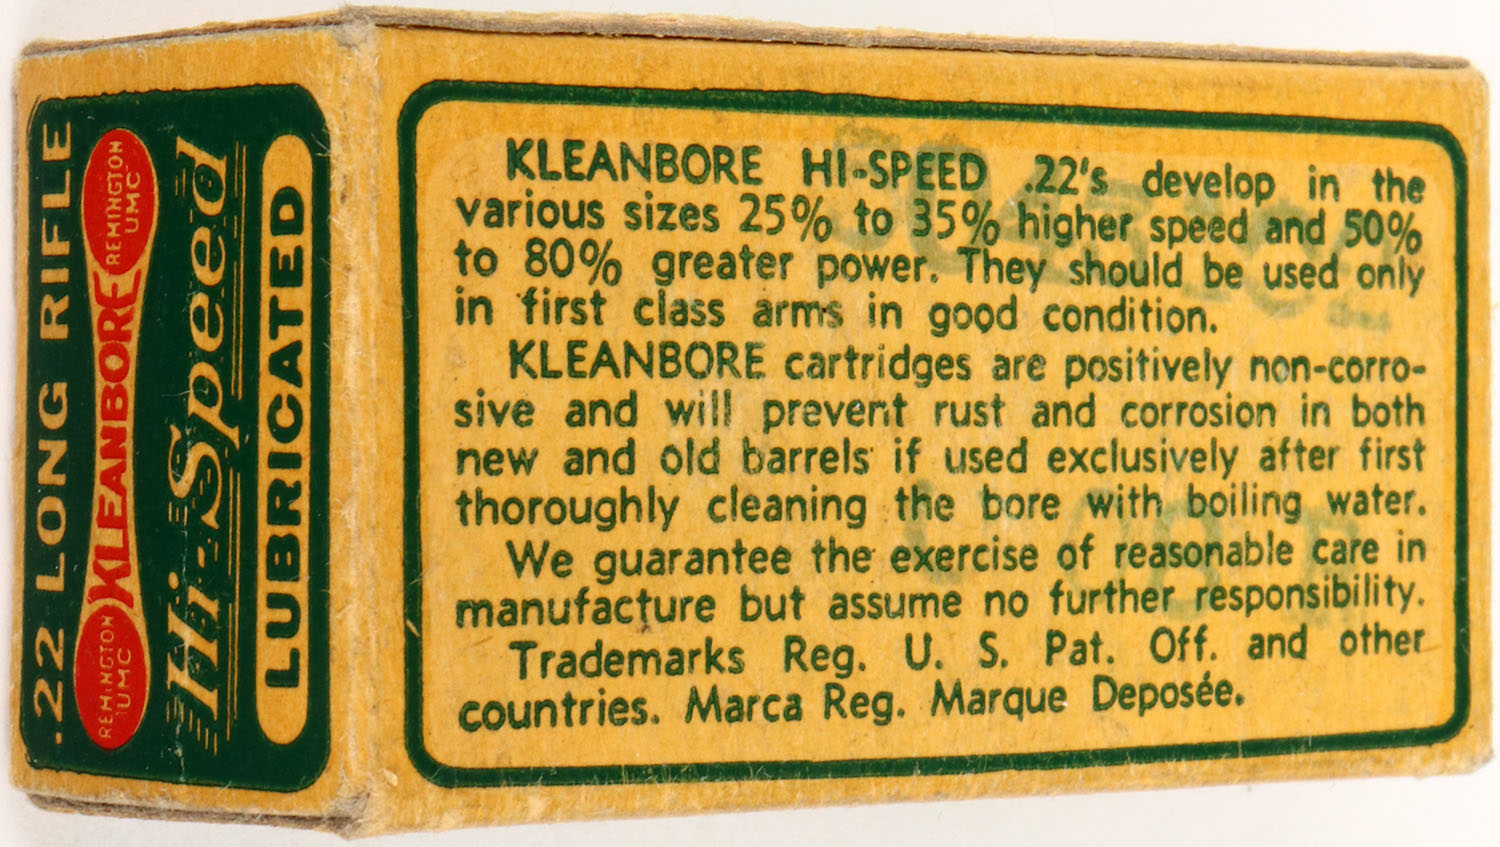 .22 LONG RIFLE
REMINGTON
UMC
KLEANBORE
REMINGTON
UMC
Hi-Speed
LUBRICATED
KLEANBORE HI-SPEED .22's develop in the
various sizes 25% to 35% higher speed and 50%
to 80% greater power. They should be used only
in first class arms in good condition.
KLEANBORE cartridges are positively non-corro-
sive and will prevent rust and corrosion in both
new and old barrels if used exclusively after first
thoroughly cleaning the bore with boiling water.
We guarantee the exercise of reasonable care in
manufacture but assume no further responsibility.
Trademarks Reg. U. S. Pat. Off. and other
countries. Marca Reg. Marque Deposée.